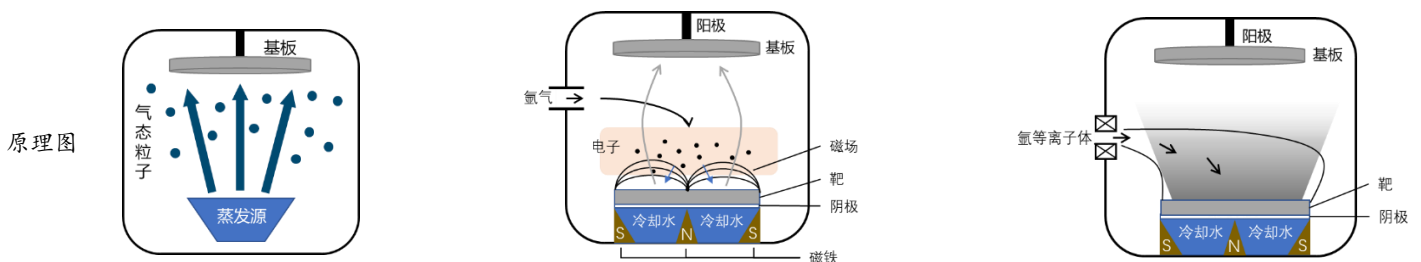 原理图
基板
气态粒子
蒸发源
阳极
基板
氩气
电子
磁场
靶
阴极
冷却水 冷却水
S N S
磁铁
阳极
基板
氩等离子体
靶
阴极
冷却水 冷却水
S N S